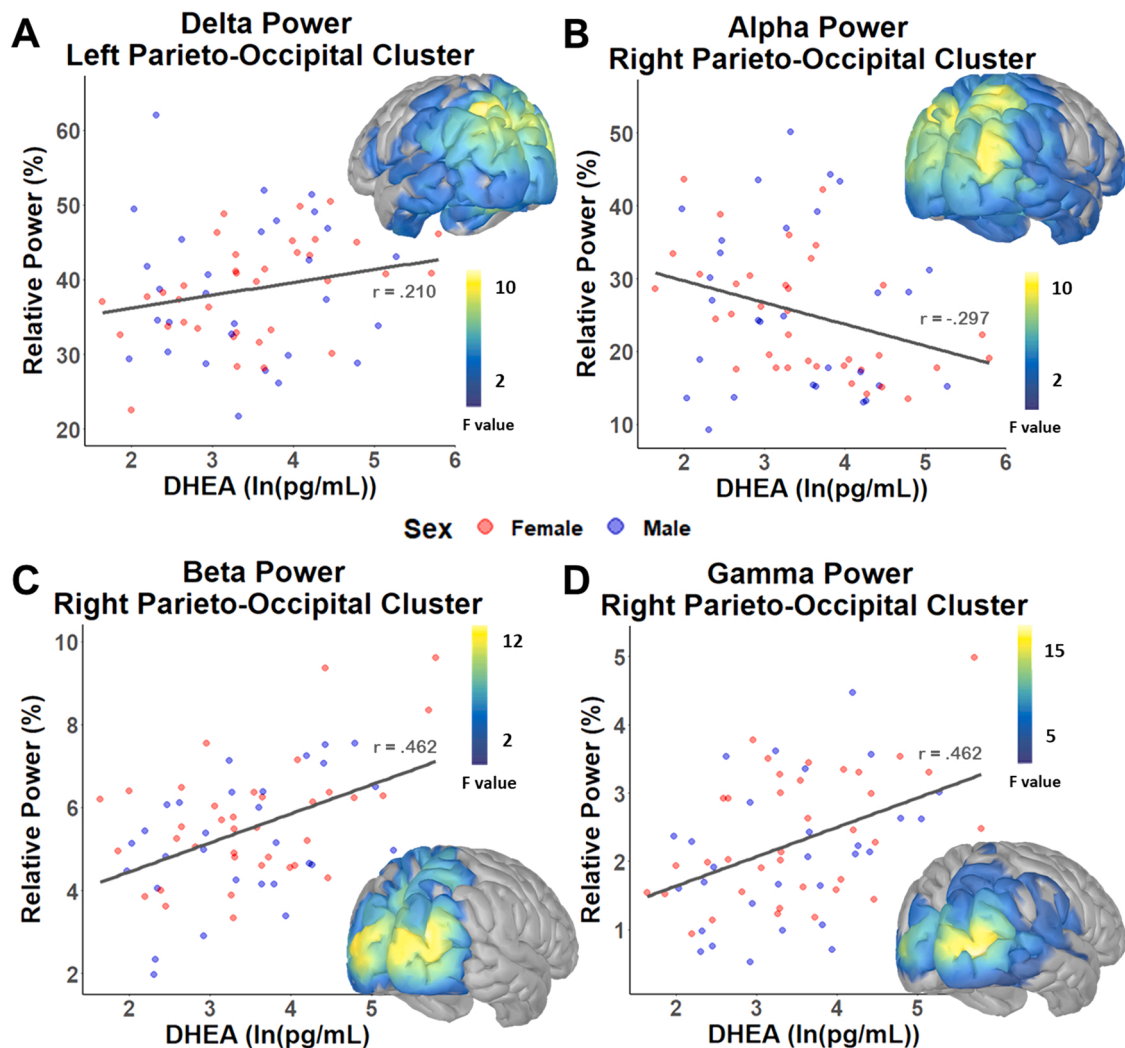 A
Delta Power
Left Parieto-Occipital Cluster
Relative Power (%)
60
50
40
30
20
r = .210
10
2
F value
2
3
4
5
6
DHEA (ln(pg/mL))
B
Alpha Power
Right Parieto-Occipital Cluster
Relative Power (%)
50
40
30
20
10
r = -.297
10
2
F value
2
3
4
5
6
DHEA (ln(pg/mL))
Sex Female Male
C
Beta Power
Right Parieto-Occipital Cluster
Relative Power (%)
10
8
6
4
2
12
2
F value
r = .462
2
3
4
5
DHEA (ln(pg/mL)
D
Gamma Power
Right Parieto-Occipital Cluster
Relative Power (%)
5
4
3
2
1
15
5
F value
r = .462
2
3
4
5
DHEA (ln(pg/mL))